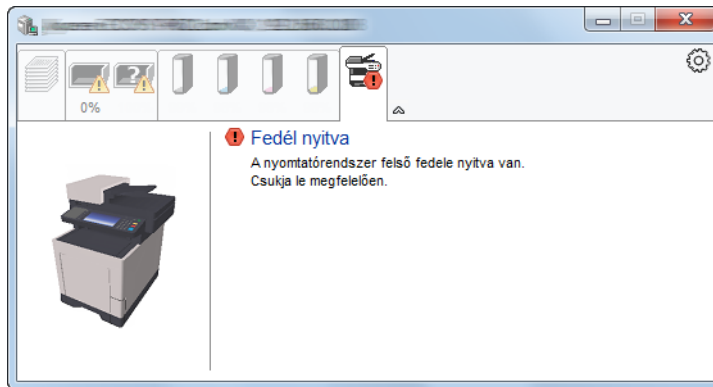 ?
0%
Fedél nyitva
A nyomtatórendszer felső fedele nyitva van.
Csukja le megfelelően.